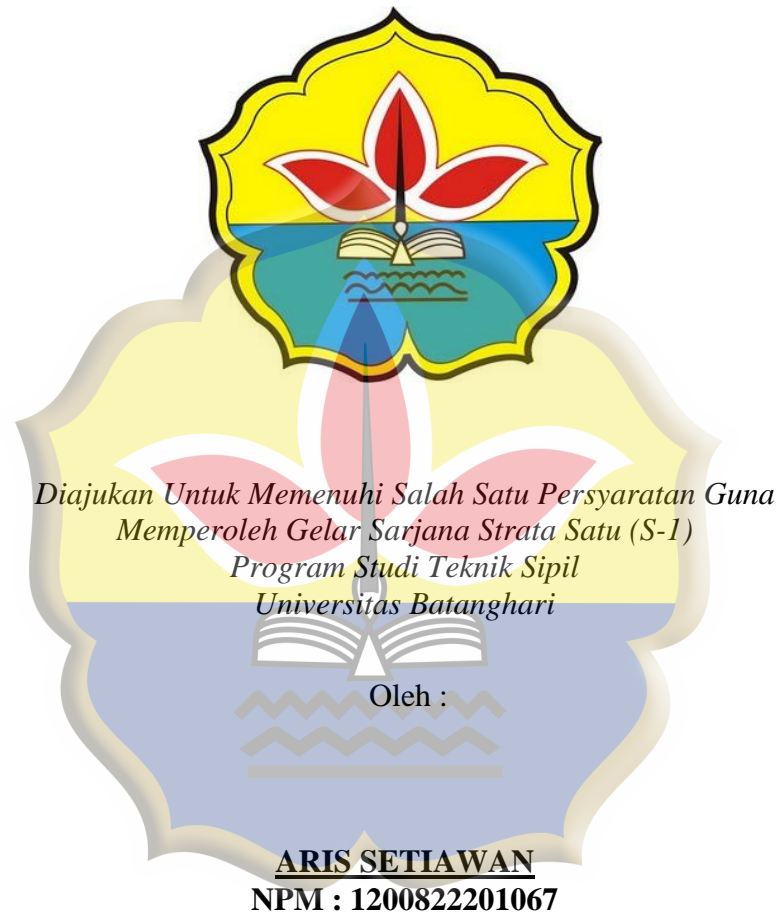 Diajukan Untuk Memenuhi Salah Satu Persyaratan Guna
Memperoleh Gelar Sarjana Strata Satu (S-1)
Program Studi Teknik Sipil
Universitas Batanghari
Oleh :
ARIS SETIAWAN
NPM : 1200822201067